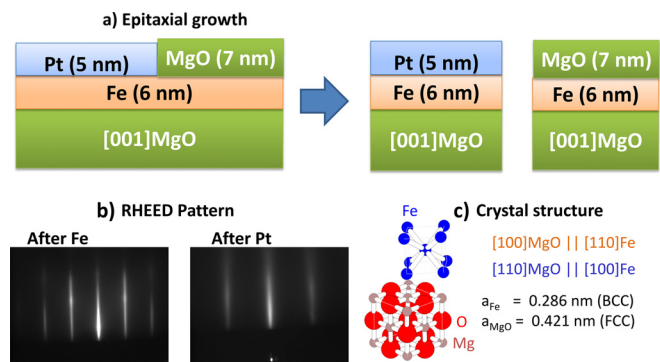 a) Epitaxial growth
Pt (5 nm)
MgO (7 nm)
Fe (6 nm)
[001]MgO
Pt (5 nm)
Fe (6 nm)
[001]MgO
MgO (7 nm)
Fe (6 nm)
[001]MgO
b) RHEED Pattern
After Fe
After Pt
c) Crystal structure
Fe
O
Mg
[100]MgO || [110]Fe
[110]MgO || [100]Fe
aFe = 0.286 nm (BCC)
aMgO = 0.421 nm (FCC)